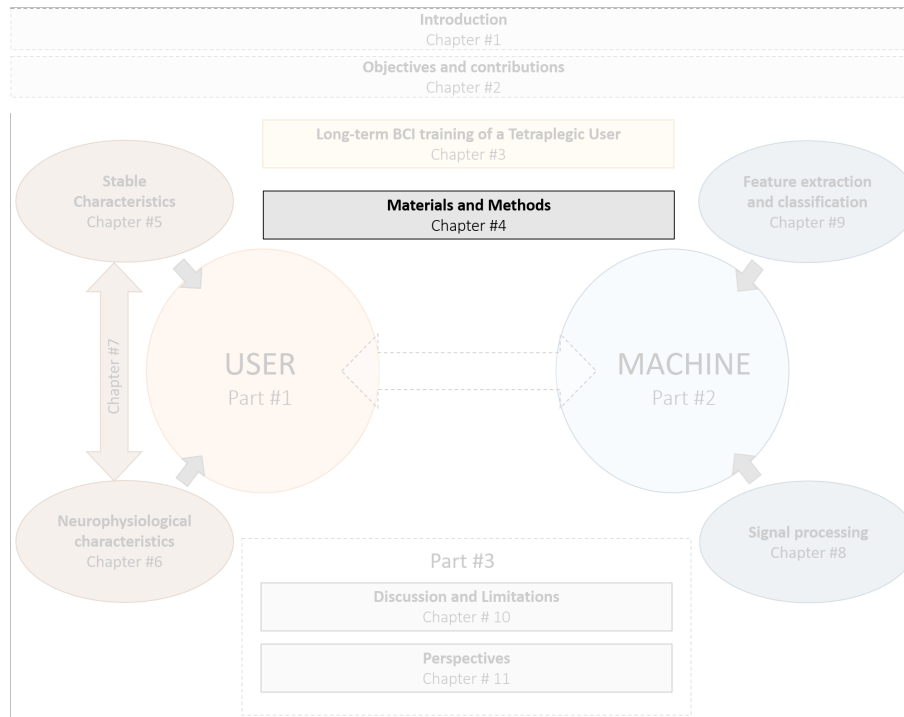 Introduction
Chapter #1
Objectives and contributions
Chapter #2
Long-term BCI training of a Tetraplegic User
Chapter #3
Materials and Methods
Chapter #4
Stable
Characteristics
Chapter #5
Feature extraction
and classification
Chapter #9
Chapter #7
USER
Part #1
MACHINE
Part #2
Neurophysiological
characteristics
Chapter #6
Signal processing
Chapter #8
Part #3
Discussion and Limitations
Chapter # 10
Perspectives
Chapter # 11